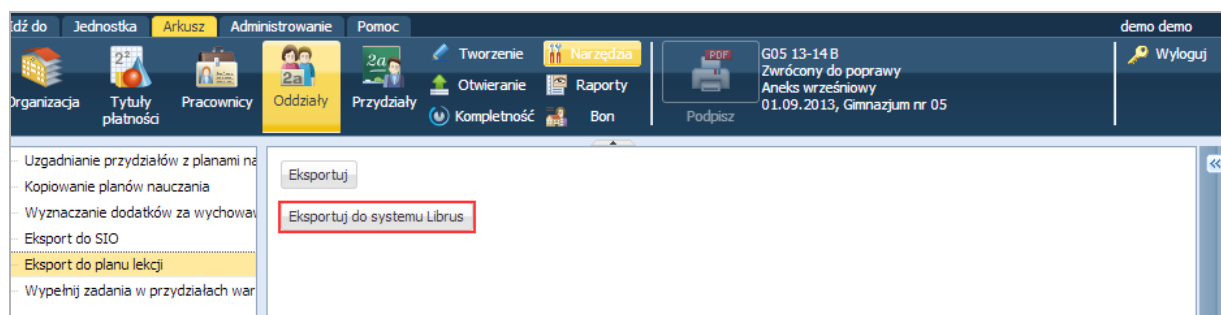 Idź do Jednostka Arkusz Administrowanie Pomoc demo demo
Organizacja Tytuły płatności Pracownicy Oddziały Przydziały
Tworzenie Narzędzia
Otwieranie Raporty
Kompletność Bon
Podpisz
G05 13-14 B
Zwrócony do poprawy
Aneks wrześniowy
01.09.2013, Gimnazjum nr 05
Wyloguj
Uzgadnianie przydziałów z planami na
Kopiowanie planów nauczania
Wyznaczanie dodatków za wychowaw
Eksport do SIO
Eksport do planu lekcji
Wypełnij zadania w przydziałach war
Eksportuj
Eksportuj do systemu Librus